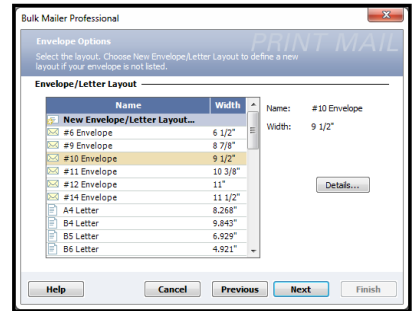 Bulk Mailer Professional
PRINT MAIL
Envelope Options
Select the layout. Choose New Envelope/Letter Layout to define a new
layout if your envelope is not listed.
Envelope/Letter Layout
Name Width
New Envelope/Letter Layout...
#6 Envelope 6 1/2"
#9 Envelope 8 7/8"
#10 Envelope 9 1/2"
#11 Envelope 10 3/8"
#12 Envelope 11"
#14 Envelope 11 1/2"
A4 Letter 8.268"
B4 Letter 9.843"
B5 Letter 6.929"
B6 Letter 4.921"
Name: #10 Envelope
Width: 9 1/2"
Details...
Help Cancel Previous Next Finish